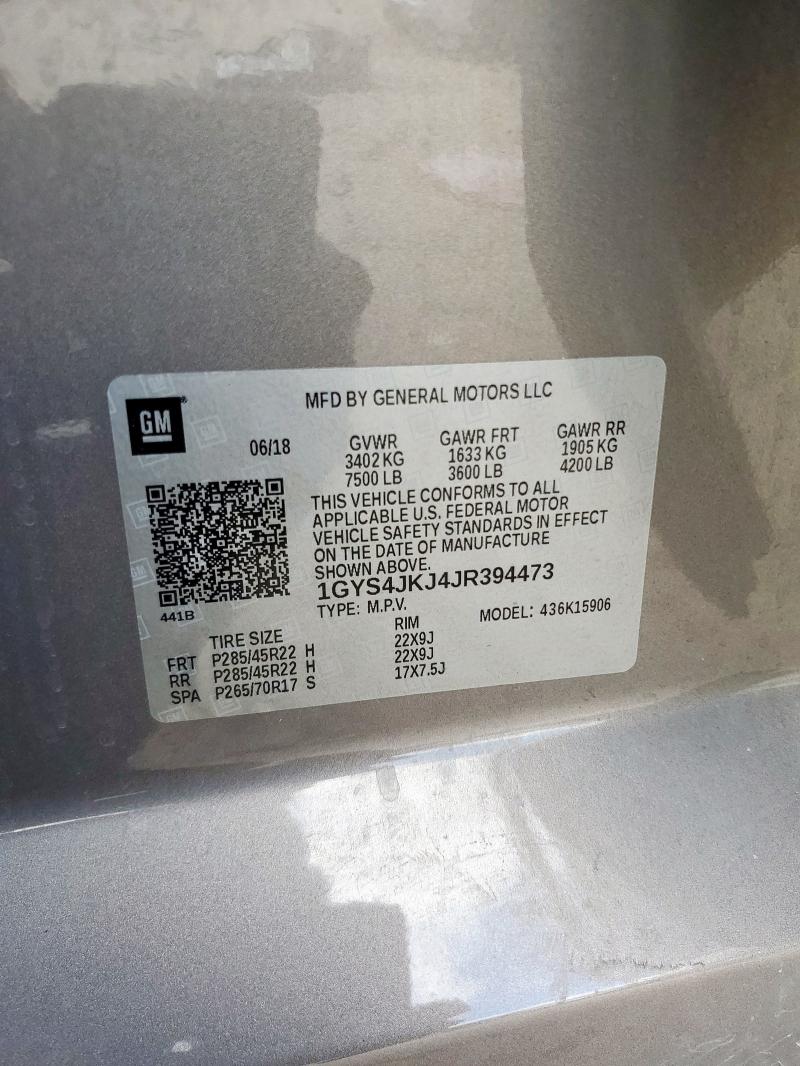 GM
MFD BY GENERAL MOTORS LLC
06/18
GVWR GAWR FRT GAWR RR
3402 KG 1633 KG 1905 KG
7500 LB 3600 LB 4200 LB
THIS VEHICLE CONFORMS TO ALL
APPLICABLE U.S. FEDERAL MOTOR
VEHICLE SAFETY STANDARDS IN EFFECT
ON THE DATE OF MANUFACTURE
SHOWN ABOVE.
1GYS4JKJ4JR394473
441B
TYPE: M.P.V. MODEL: 436K15906
TIRE SIZE RIM
FRT P285/45R22 H 22X9J
RR P285/45R22 H 22X9J
SPA P265/70R17 S 17X7.5J